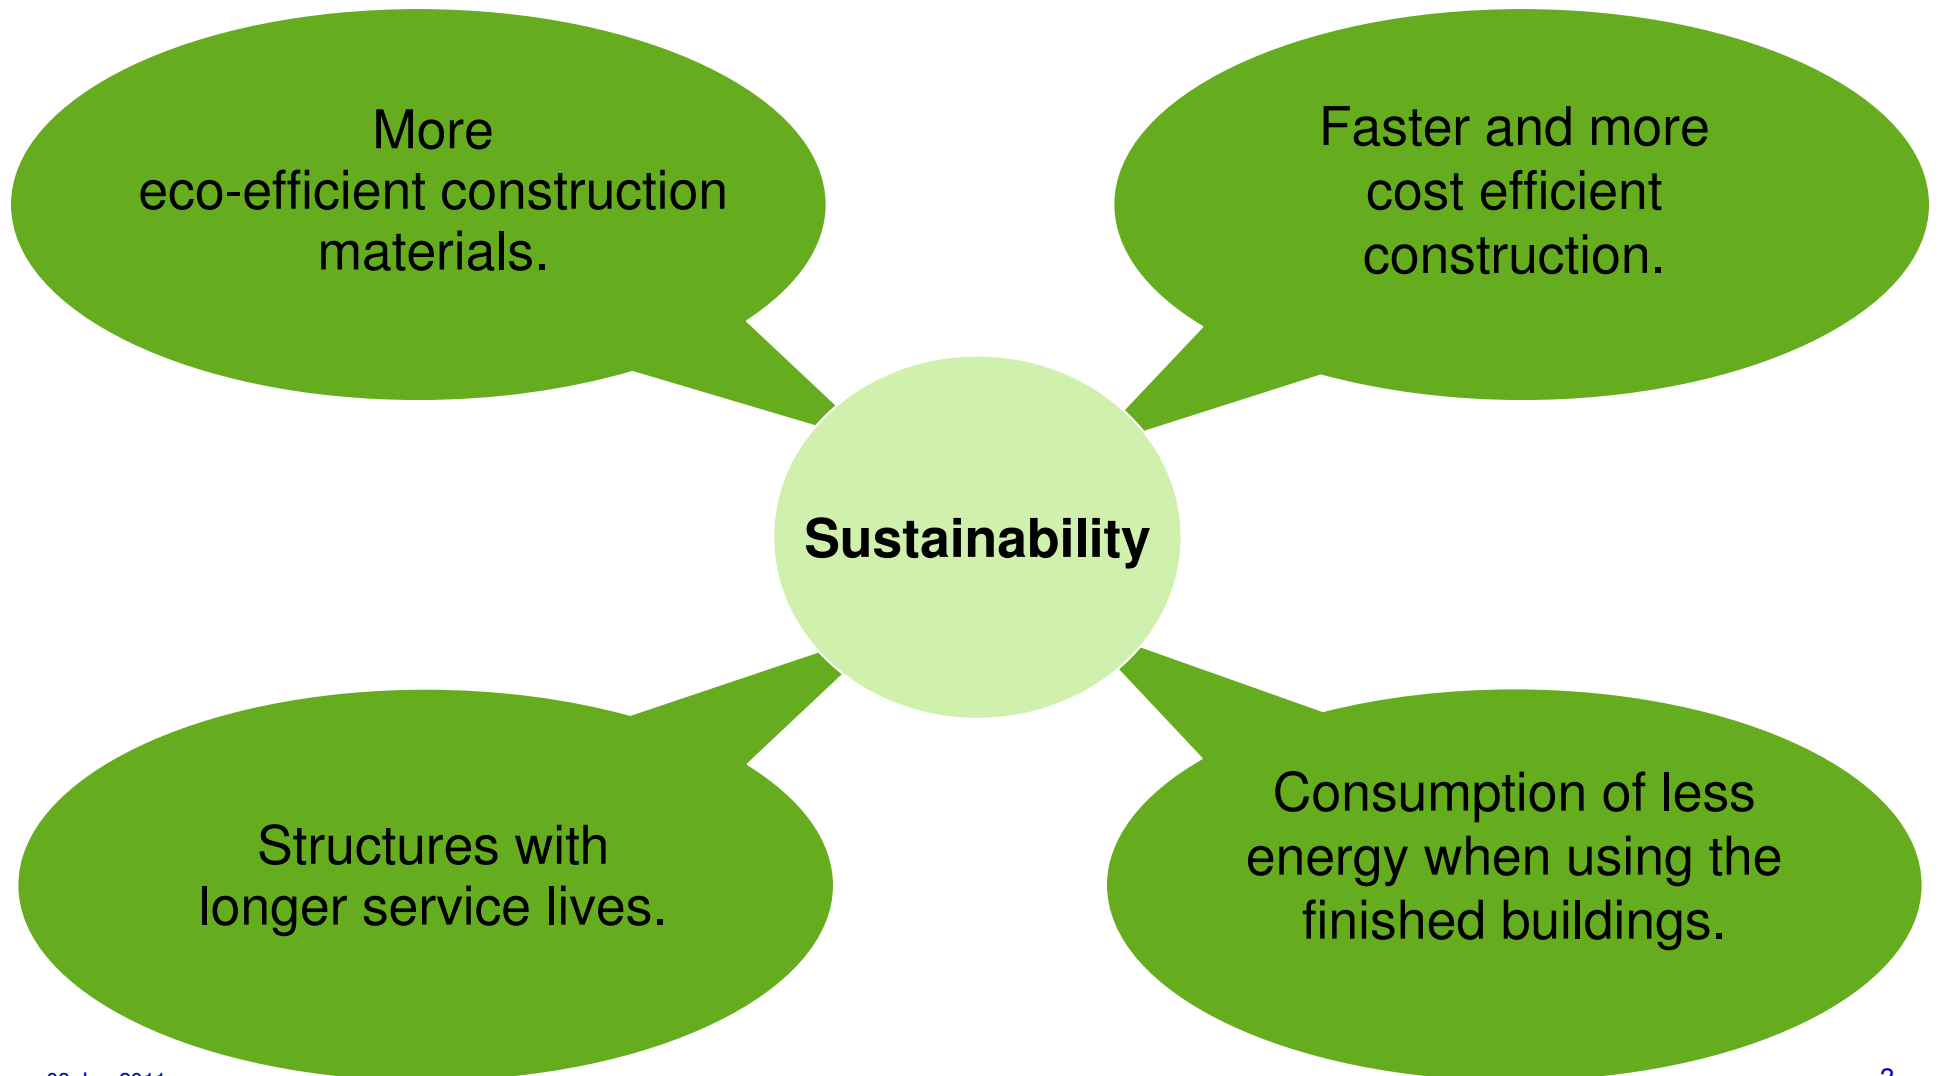 More
eco-efficient construction
materials.
Faster and more
cost efficient
construction.
Sustainability
Structures with
longer service lives.
Consumption of less
energy when using the
finished buildings.